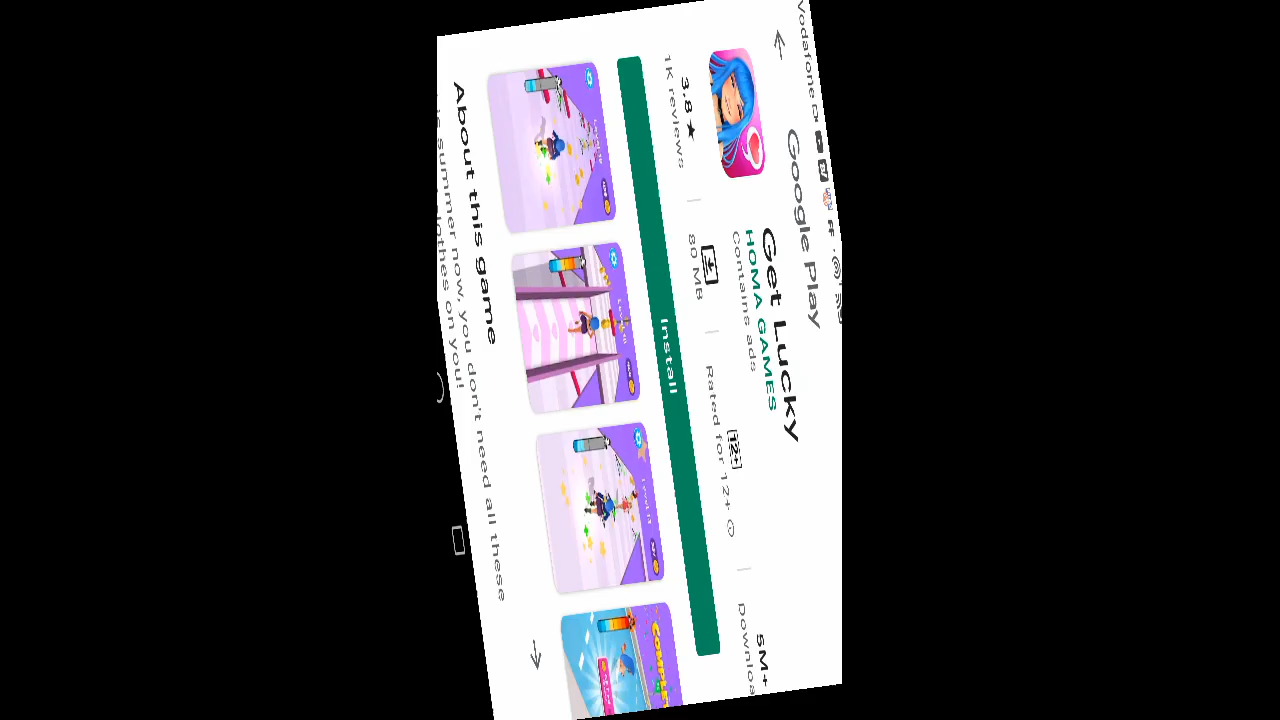 Vodafone
Google Play
Get Lucky
HOMA GAMES
Contains ads
3.8 ★
1K reviews
80 MB
12+
Rated for 12+
5M+
Install
About this game
summer now, you don't need all these
clothes on you!